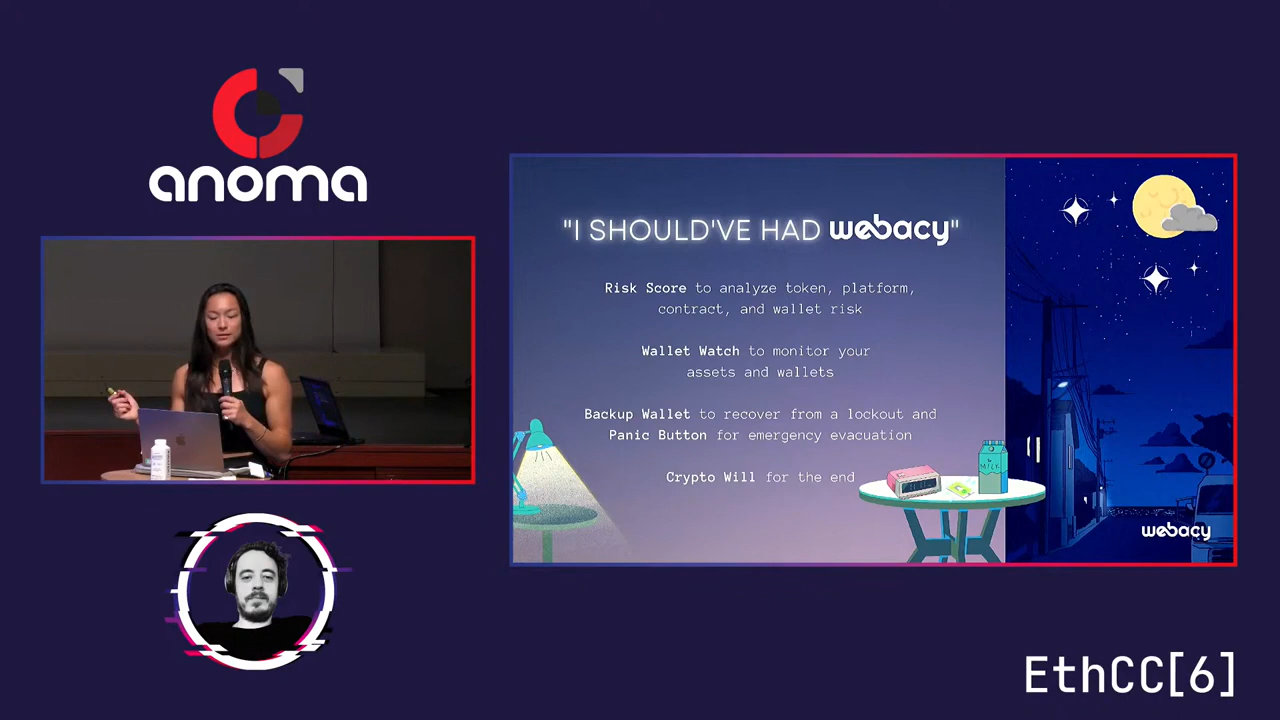 anoma
"I SHOULD'VE HAD webacy"
Risk Score to analyze token, platform,
contract, and wallet risk
Wallet Watch to monitor your
assets and wallets
Backup Wallet to recover from a lockout and
Panic Button for emergency evacuation
Crypto Will for the end
MILK
webacy
EthCC[6]